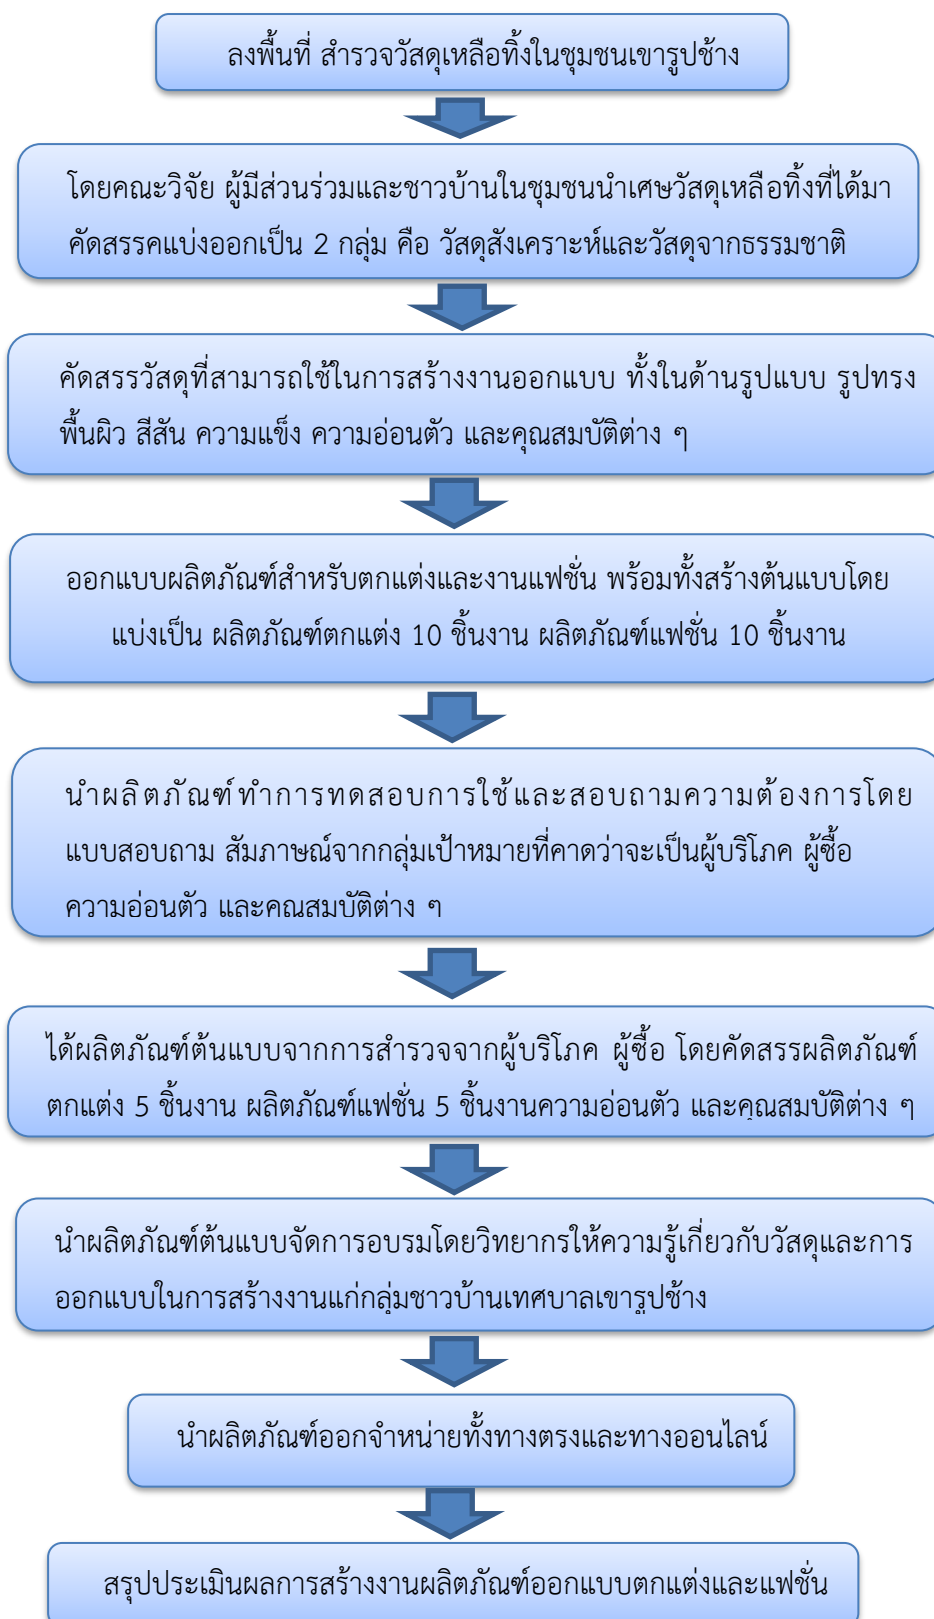 ลงพื้นที่ สำรวจวัสดุเหลือทิ้งในชุมชนเขารูปช้าง
โดยคณะวิจัย ผู้มีส่วนร่วมและชาวบ้านในชุมชนนำเศษวัสดุเหลือทิ้งที่ได้มา
คัดสรรคแบ่งออกเป็น 2 กลุ่ม คือ วัสดุสังเคราะห์และวัสดุจากธรรมชาติ
คัดสรรวัสดุที่สามารถใช้ในการสร้างงานออกแบบ ทั้งในด้านรูปแบบ รูปทรง
พื้นผิว สีสัน ความแข็ง ความอ่อนตัว และคุณสมบัติต่าง ๆ
ออกแบบผลิตภัณฑ์สำหรับตกแต่งและงานแฟชั่น พร้อมทั้งสร้างต้นแบบโดย
แบ่งเป็น ผลิตภัณฑ์ตกแต่ง 10 ชิ้นงาน ผลิตภัณฑ์แฟชั่น 10 ชิ้นงาน
นำผลิตภัณฑ์ทำการทดสอบการใช้และสอบถามความต้องการโดย
แบบสอบถาม สัมภาษณ์จากกลุ่มเป้าหมายที่คาดว่าจะเป็นผู้บริโภค ผู้ซื้อ
ความอ่อนตัว และคุณสมบัติต่าง ๆ
ได้ผลิตภัณฑ์ต้นแบบจากการสำรวจจากผู้บริโภค ผู้ซื้อ โดยคัดสรรผลิตภัณฑ์
ตกแต่ง 5 ชิ้นงาน ผลิตภัณฑ์แฟชั่น 5 ชิ้นงานความอ่อนตัว และคุณสมบัติต่าง ๆ
นำผลิตภัณฑ์ต้นแบบจัดการอบรมโดยวิทยากรให้ความรู้เกี่ยวกับวัสดุและการ
ออกแบบในการสร้างงานแก่กลุ่มชาวบ้านเทศบาลเขารูปช้าง
นำผลิตภัณฑ์ออกจำหน่ายทั้งทางตรงและทางออนไลน์
สรุปประเมินผลการสร้างงานผลิตภัณฑ์ออกแบบตกแต่งและแฟชั่น